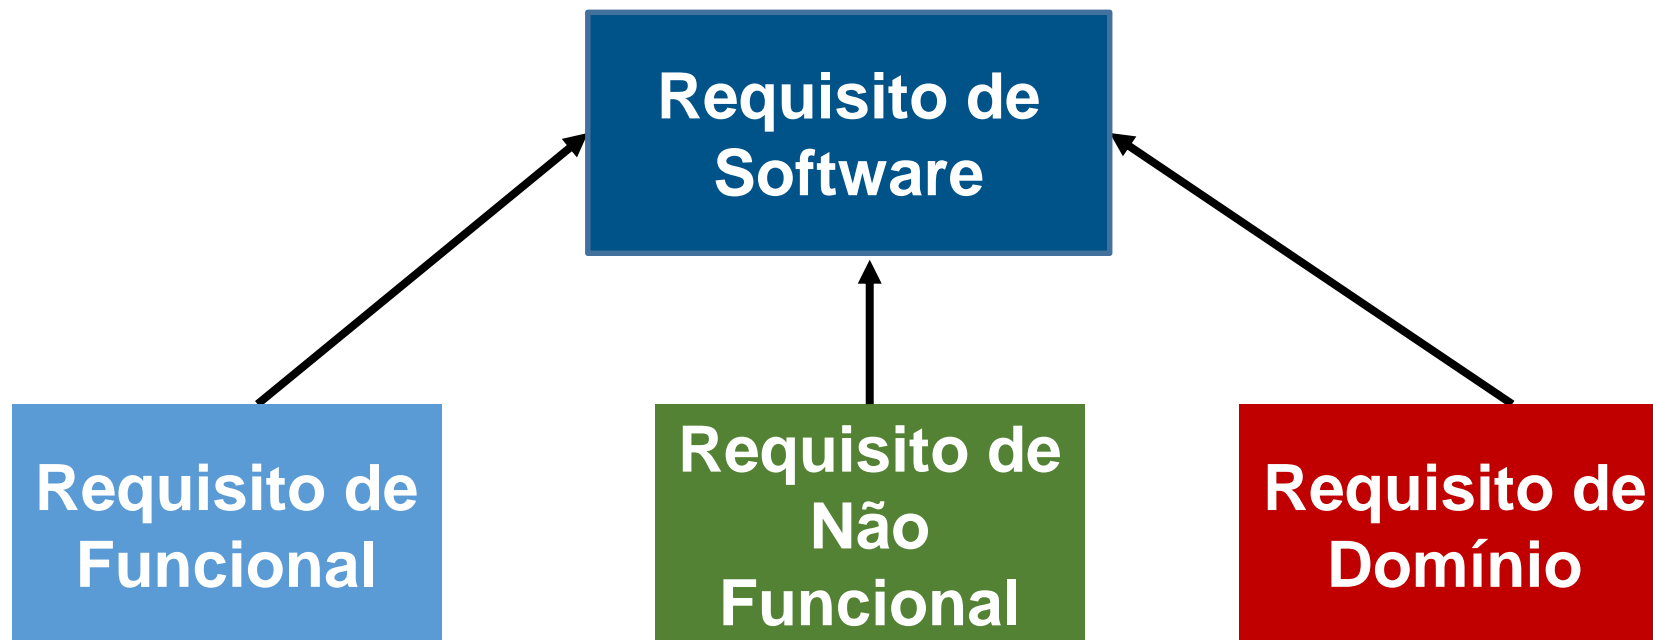 Requisito de
Software
Requisito de
Funcional
Requisito de
Não
Funcional
Requisito de
Domínio